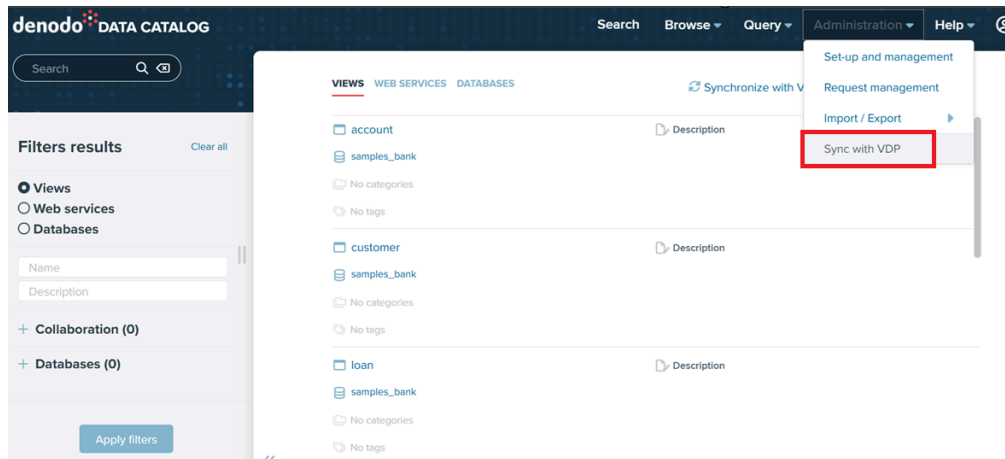 denodo DATA CATALOG
Search Browse Query Administration Help
Search
Set-up and management
Request management
Import / Export
Sync with VDP
Filters results Clear all
Views
Web services
Databases
Name
Description
+ Collaboration (0)
+ Databases (0)
Apply filters
VIEWS WEB SERVICES DATABASES
Synchronize with V
account Description
samples_bank
No categories
No tags
customer Description
samples_bank
No categories
No tags
loan Description
samples_bank
No categories
No tags